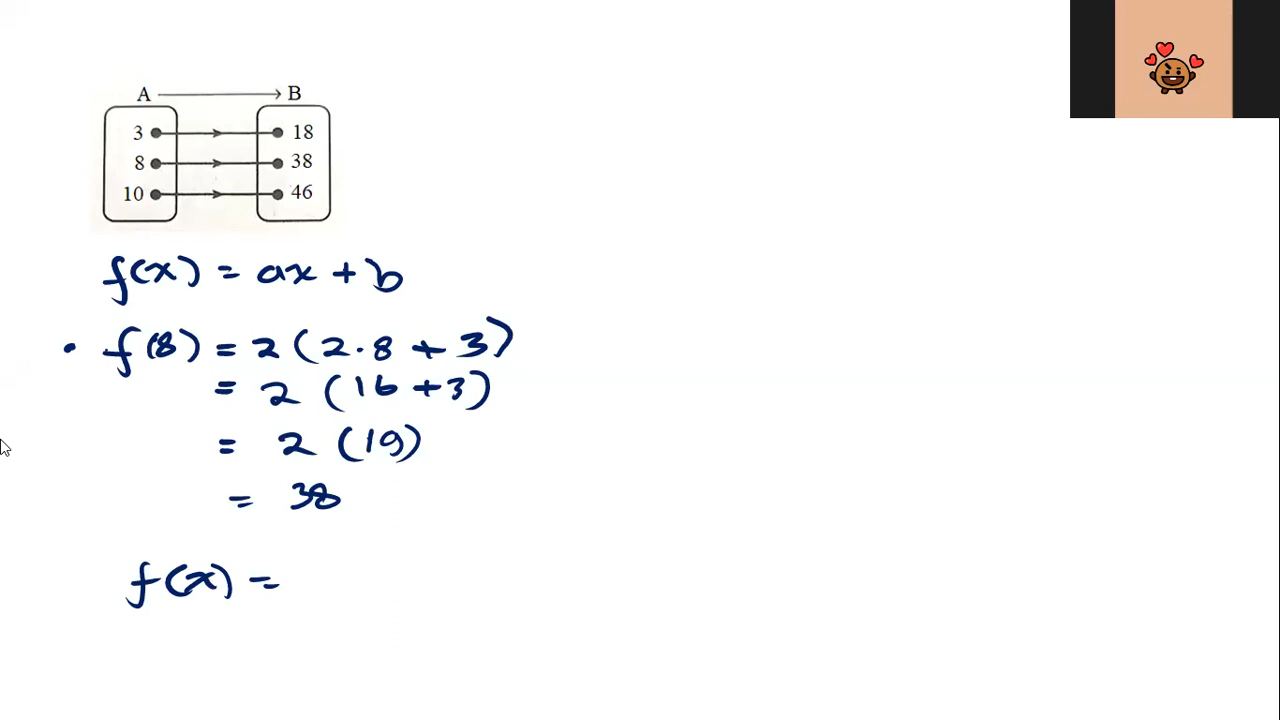 A B
3 18
8 38
10 46
f(x) = ax + b
• f(8) = 2 (2·8 + 3)
= 2 (16 + 3)
= 2 (19)
= 38
f(x) =